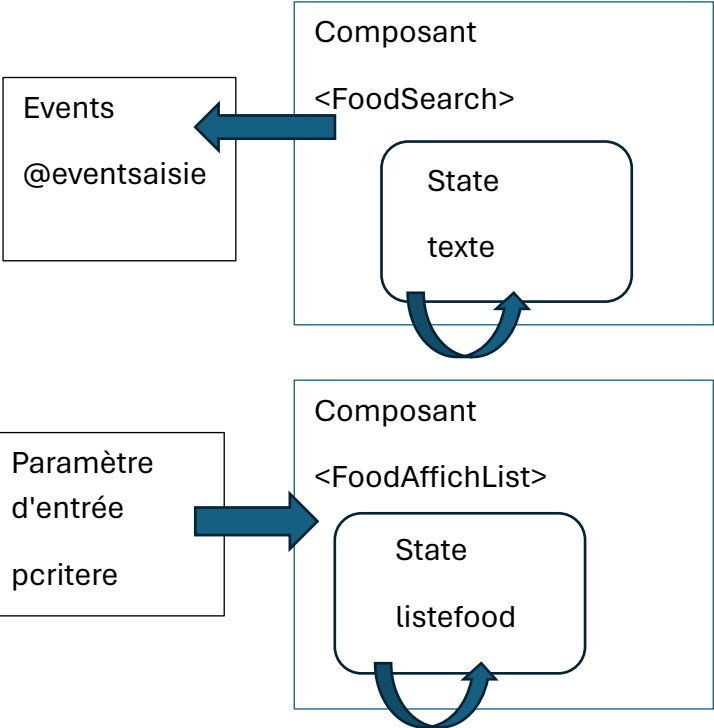 Composant
<FoodSearch>
Events
@eventsaisie
State
texte
Composant
<FoodAffichList>
Paramètre
d'entrée
pcritere
State
listefood